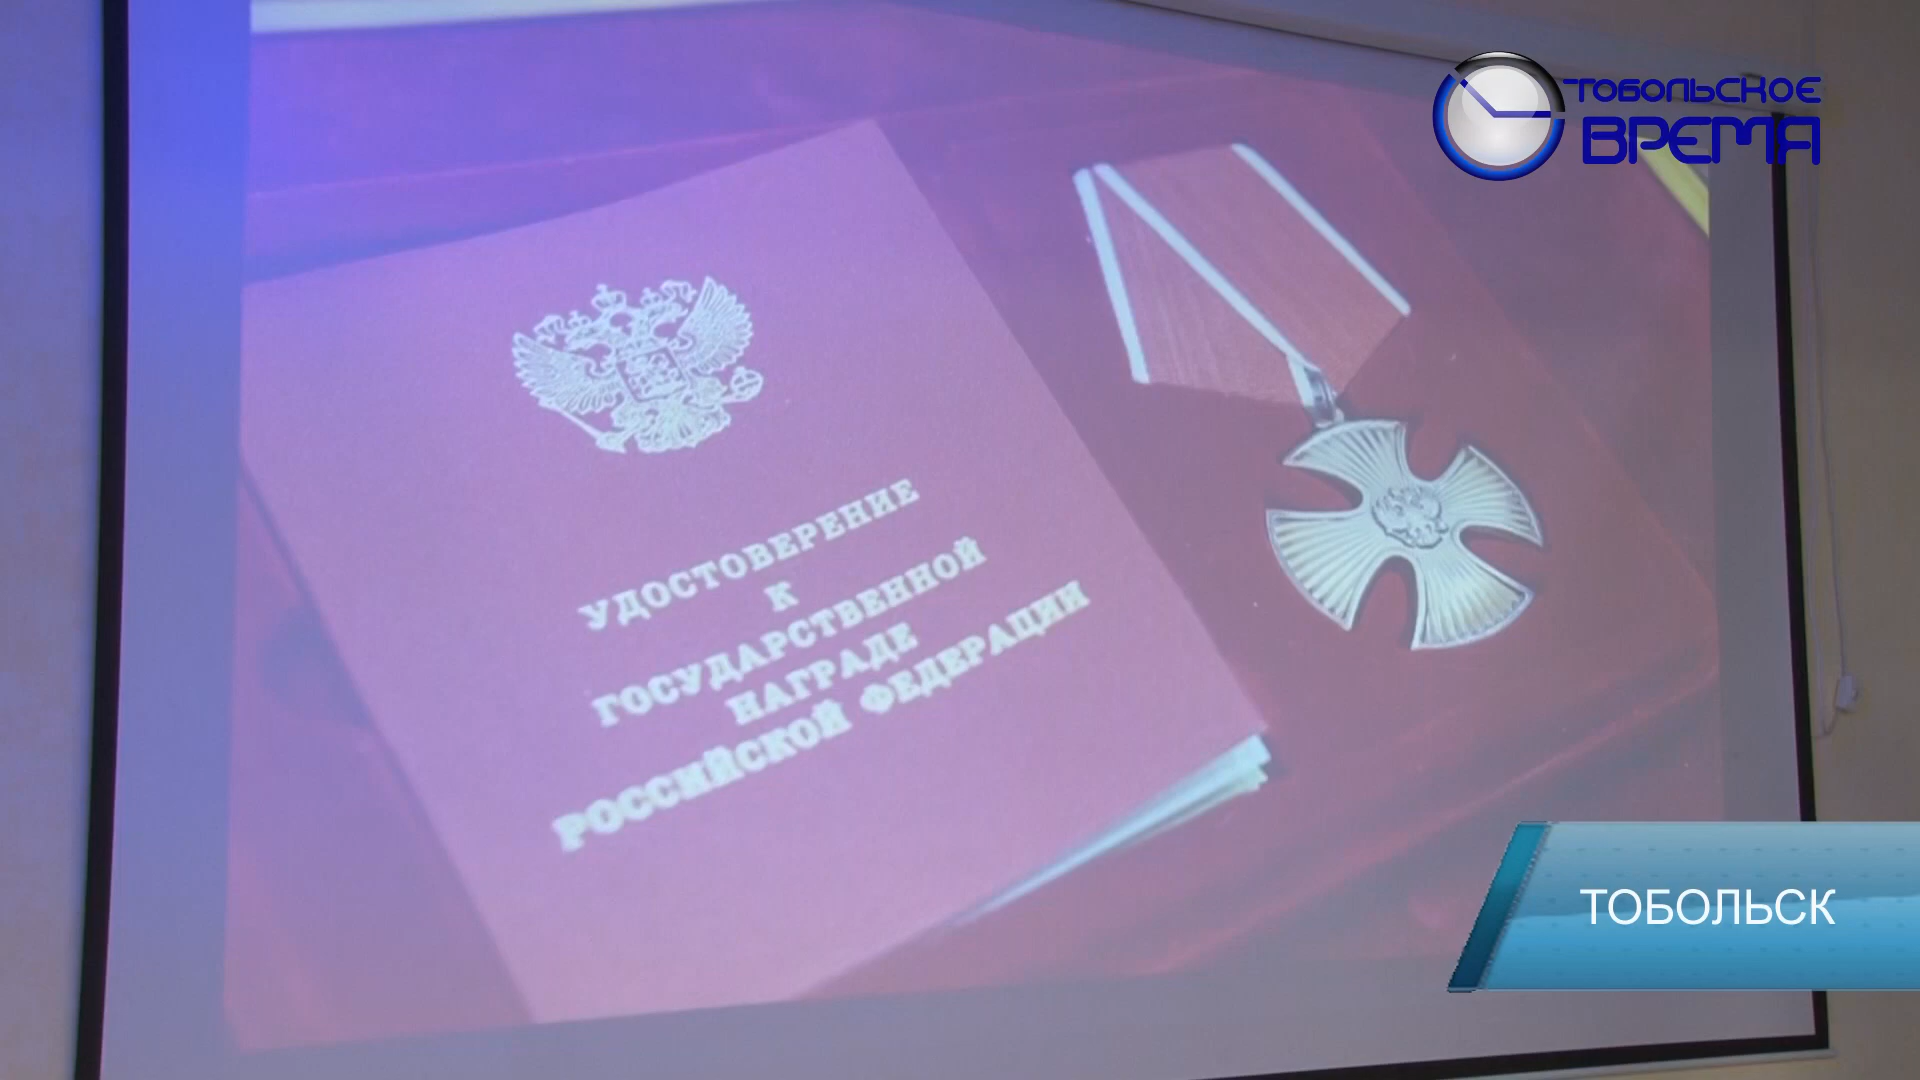 ТОБОЛЬСКОЕ
ВРЕМЯ
УДОСТОВЕРЕНИЕ
К
ГОСУДАРСТВЕННОЙ
НАГРАДЕ
РОССИЙСКОЙ ФЕДЕРАЦИИ
ТОБОЛЬСК